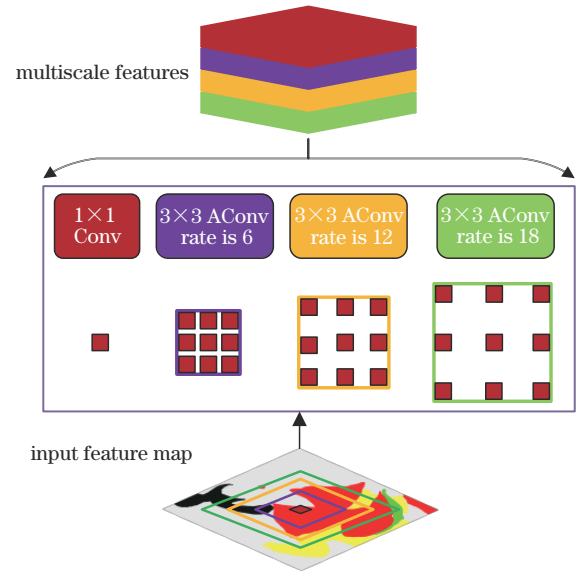 multiscale features
1×1
Conv
3×3 AConv
rate is 6
3×3 AConv
rate is 12
3×3 AConv
rate is 18
input feature map